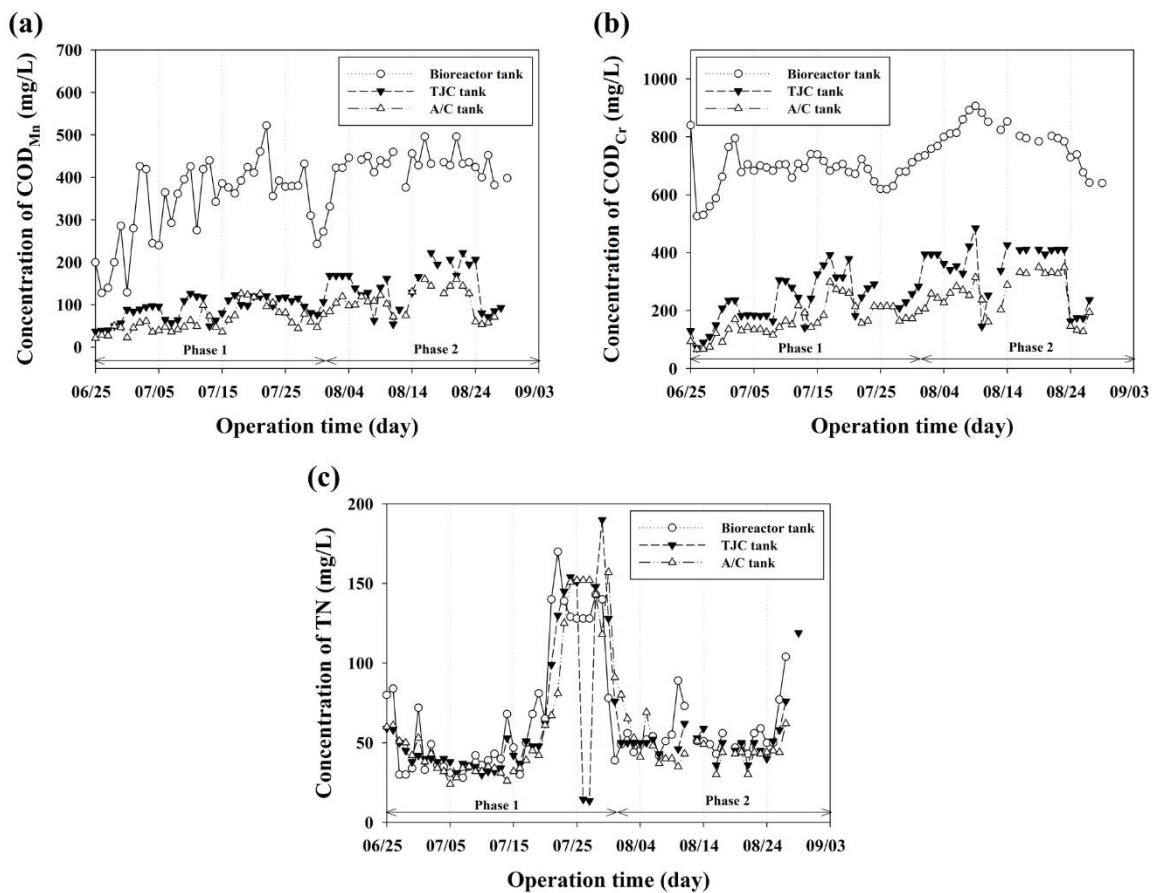 (a)
Concentration of COD_Mn (mg/L)
700
600
500
400
300
200
100
0
Bioreactor tank
TJC tank
A/C tank
Phase 1
Phase 2
06/25
07/05
07/15
07/25
08/04
08/14
08/24
09/03
Operation time (day)
(b)
Concentration of COD_Cr (mg/L)
1000
800
600
400
200
0
Bioreactor tank
TJC tank
A/C tank
Phase 1
Phase 2
06/25
07/05
07/15
07/25
08/04
08/14
08/24
09/03
Operation time (day)
(c)
Concentration of TN (mg/L)
200
150
100
50
0
Bioreactor tank
TJC tank
A/C tank
Phase 1
Phase 2
06/25
07/05
07/15
07/25
08/04
08/14
08/24
09/03
Operation time (day)